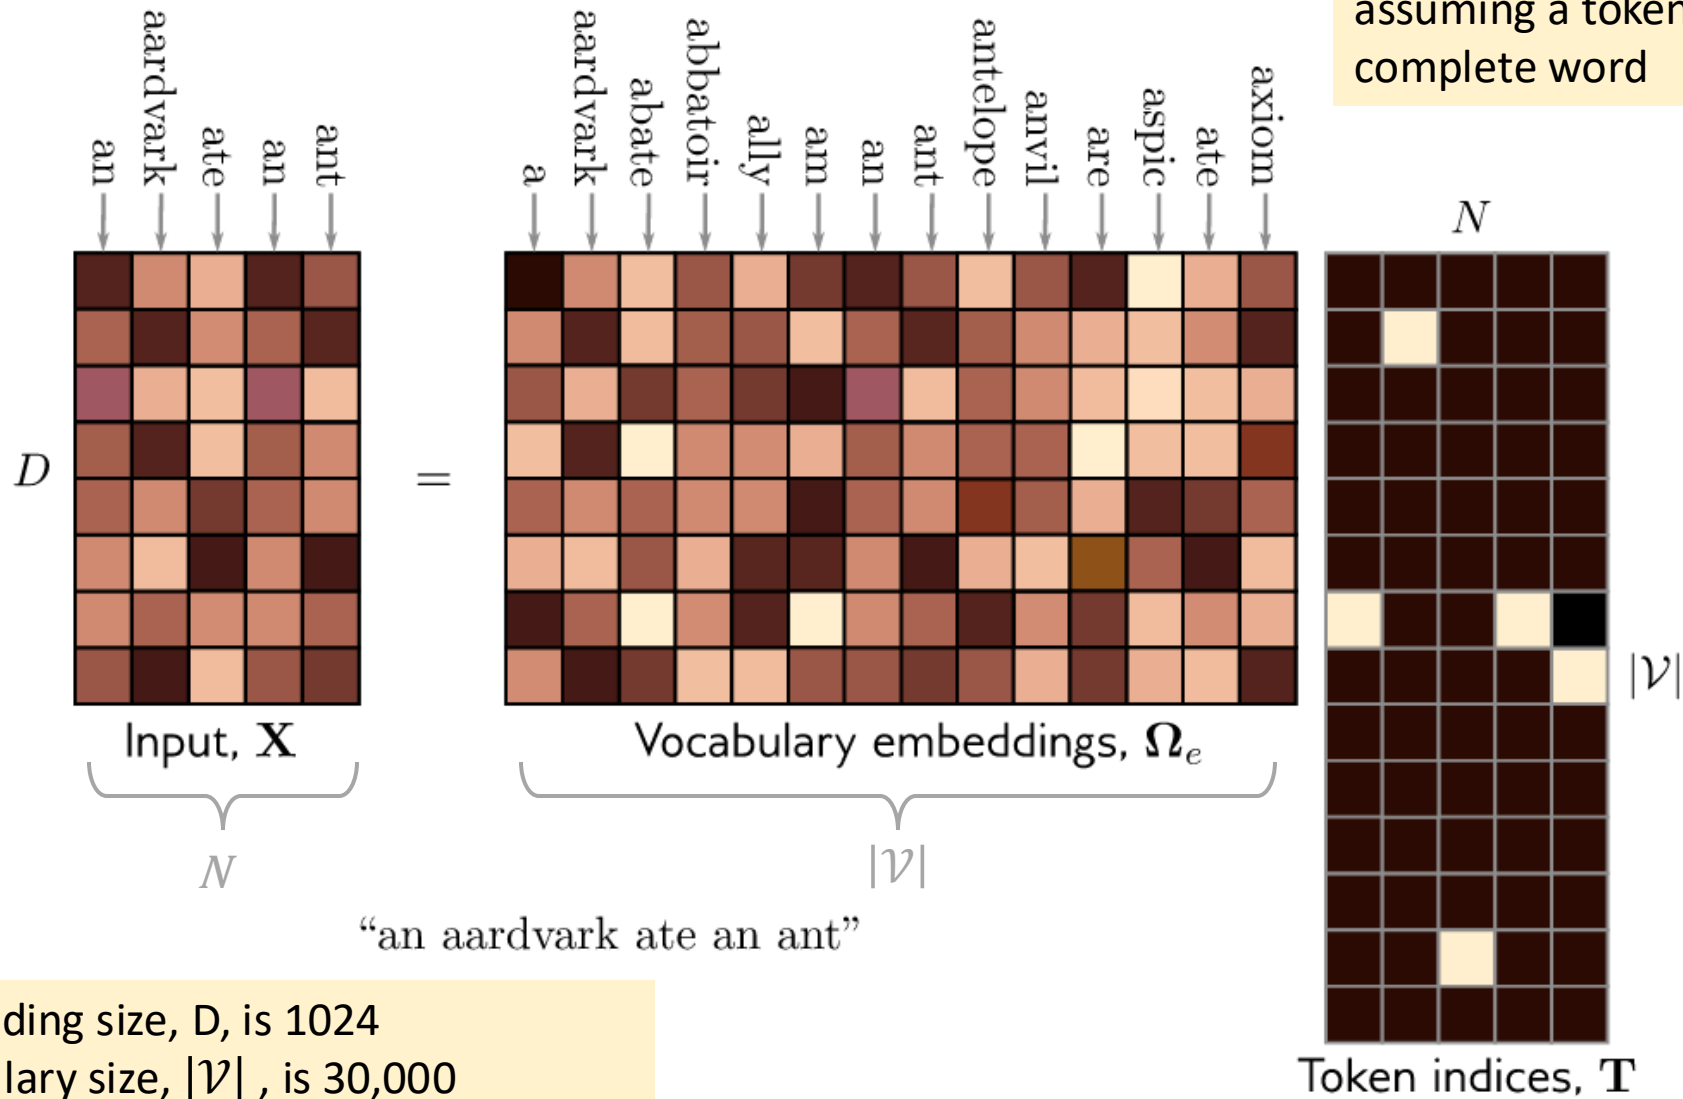 assuming a token
complete word
an aardvark ate an ant
a aardvark abate abbatoir ally am an ant antelope anvil are aspic ate axiom
N
D
=
|𝒱|
Input, X
Vocabulary embeddings, Ωe
N
|𝒱|
“an aardvark ate an ant”
ding size, D, is 1024
lary size, |𝒱| , is 30,000
Token indices, T